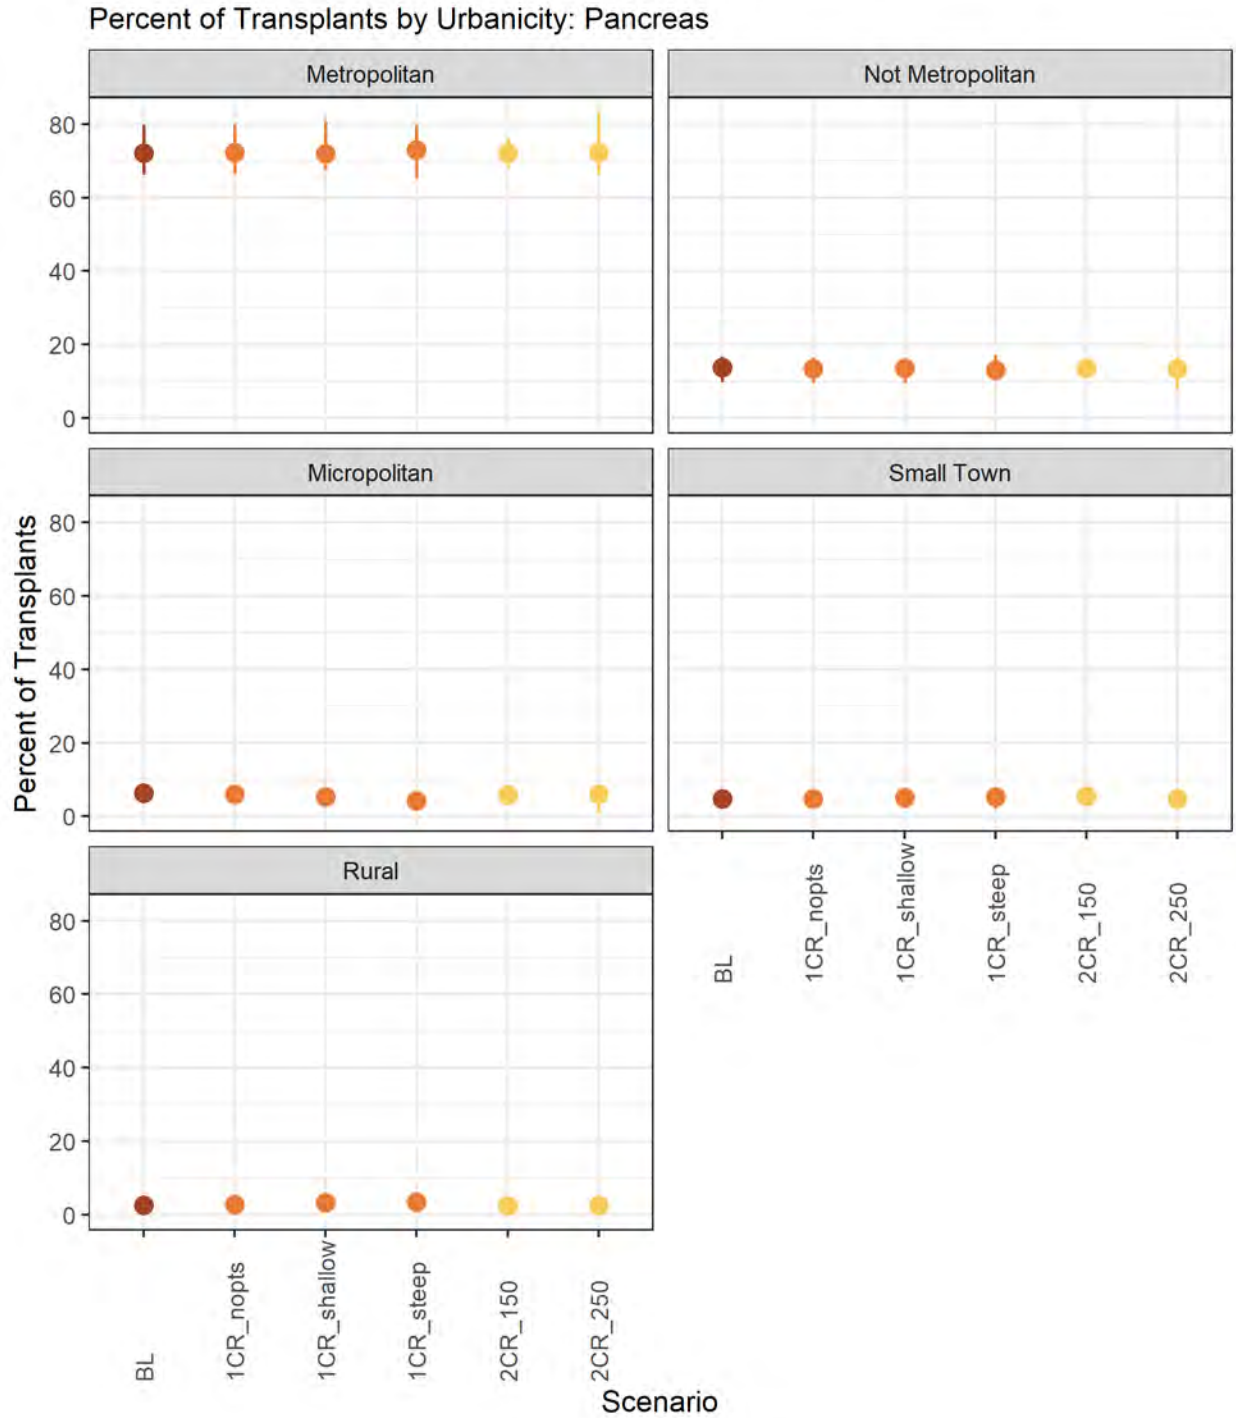 Percent of Transplants by Urbanicity: Pancreas
Metropolitan
Not Metropolitan
80
60
40
20
0
Micropolitan
Small Town
80
60
40
20
0
Percent of Transplants
Rural
80
60
40
20
0
BL
1CR_nopts
1CR_shallow
1CR_steep
2CR_150
2CR_250
BL
1CR_nopts
1CR_shallow
1CR_steep
2CR_150
2CR_250
Scenario